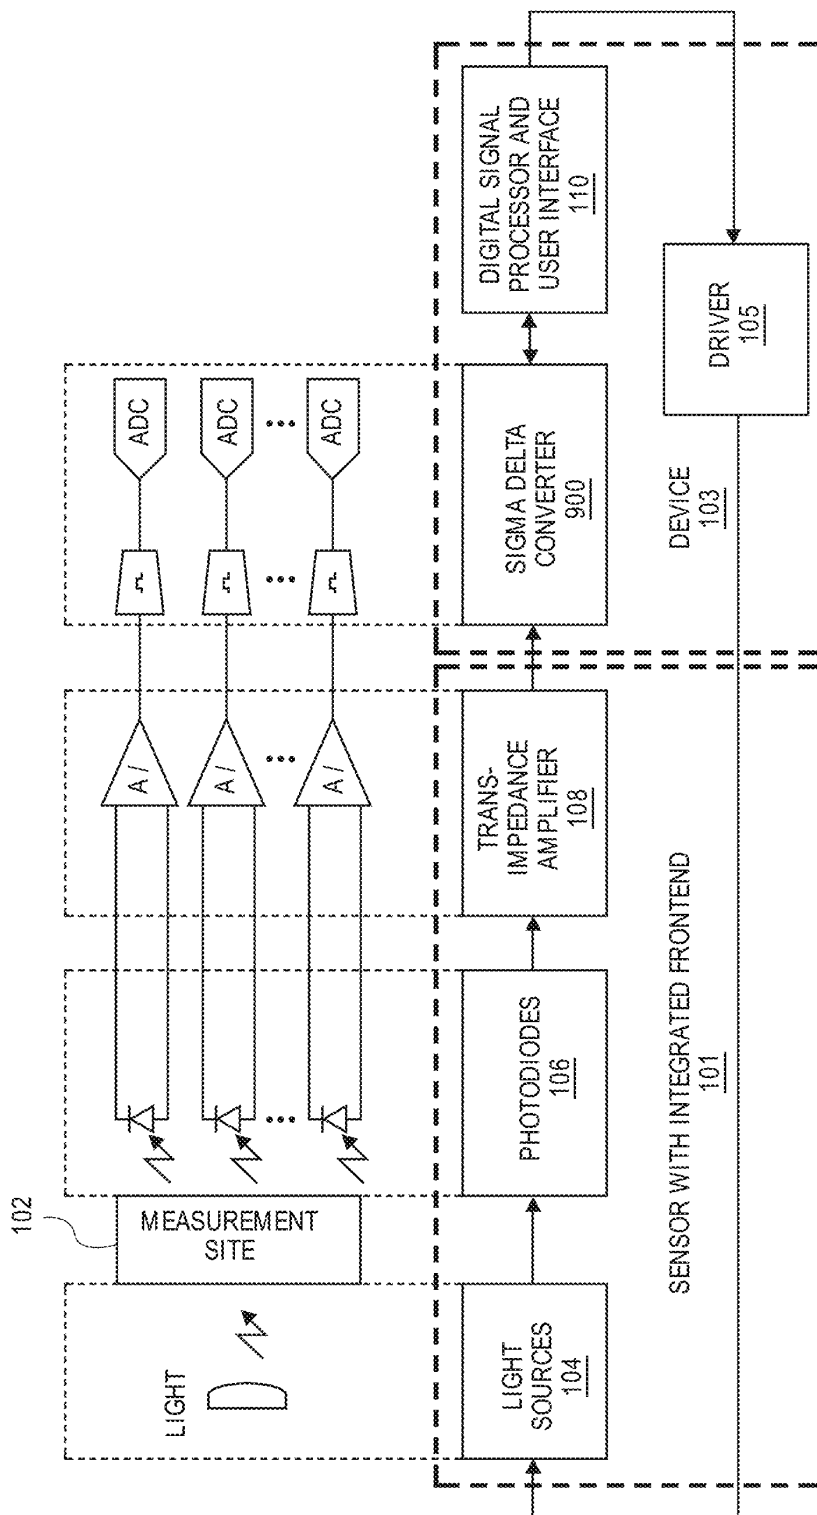 102
LIGHT
MEASUREMENT
SITE
A /
A /
A /
ADC
ADC
ADC
LIGHT
SOURCES
104
PHOTODIODES
106
TRANS-
IMPEDANCE
AMPLIFIER
108
SIGMA DELTA
CONVERTER
900
DIGITAL SIGNAL
PROCESSOR AND
USER INTERFACE
110
SENSOR WITH INTEGRATED FRONTEND
101
DEVICE
103
DRIVER
105